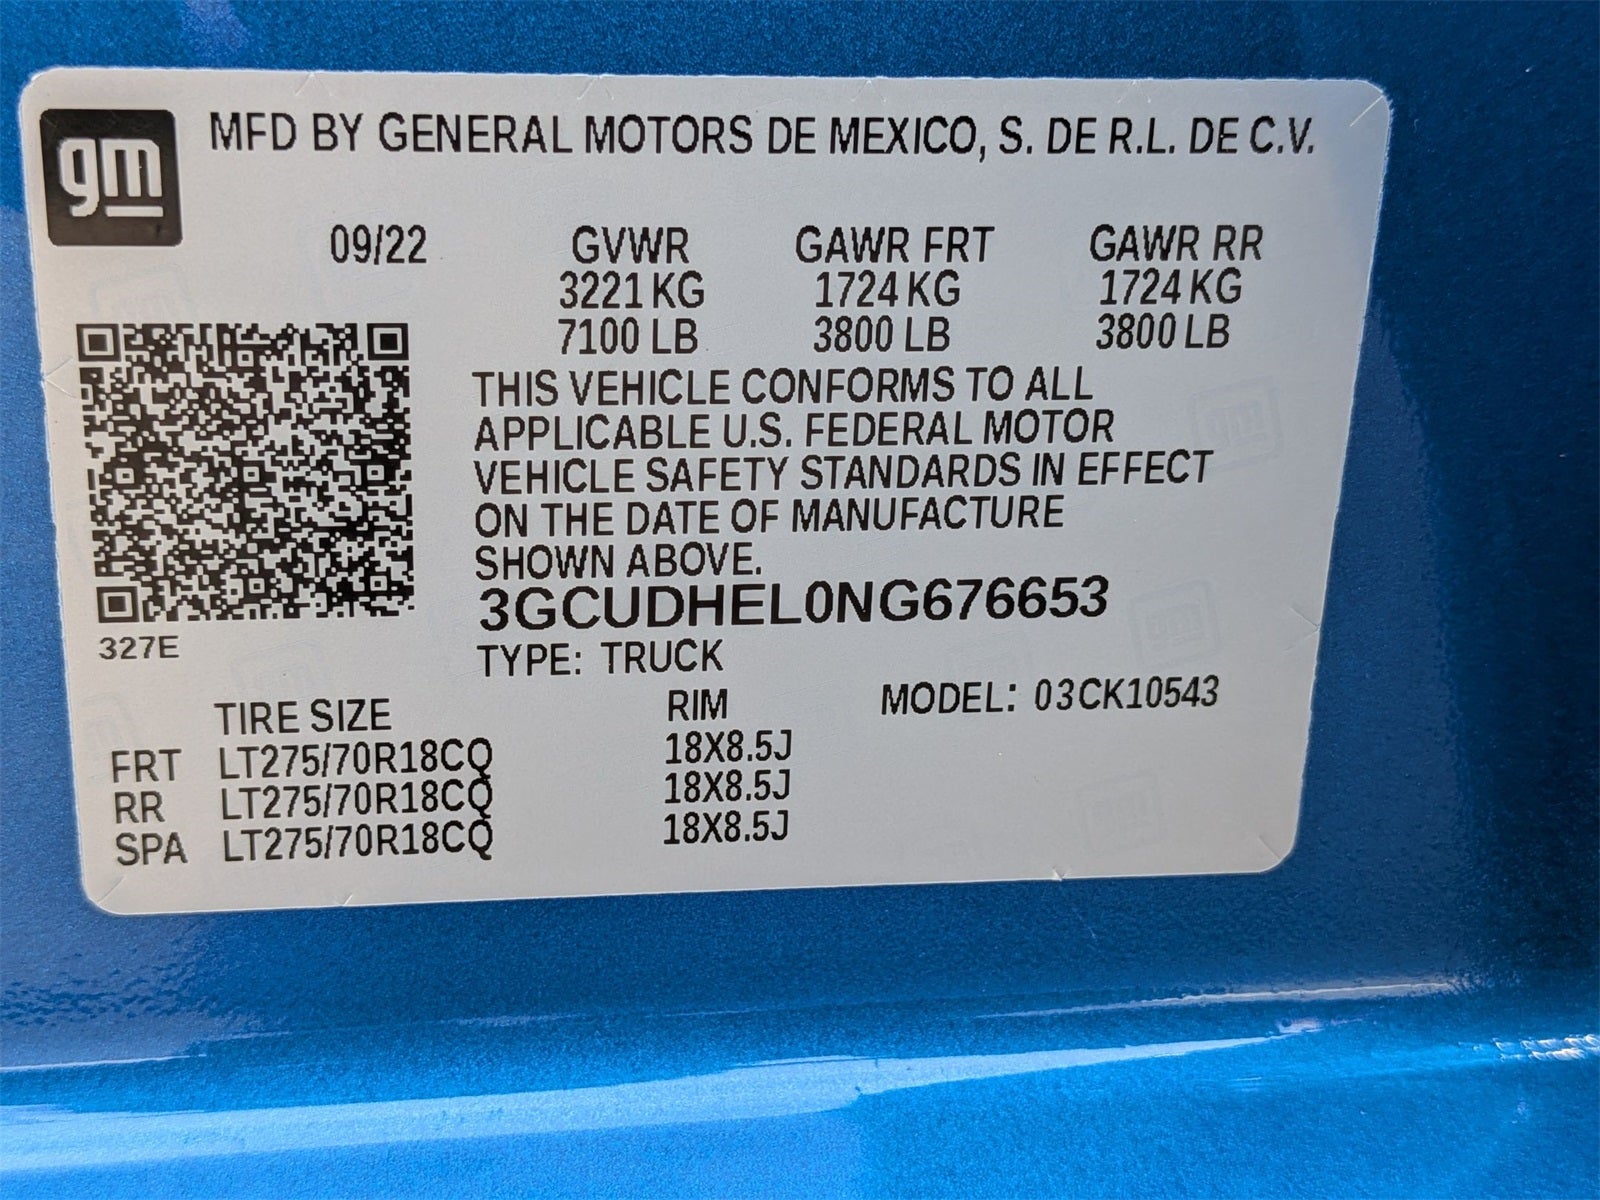 gm
MFD BY GENERAL MOTORS DE MEXICO, S. DE R.L. DE C.V.
09/22 GVWR GAWR FRT GAWR RR
3221 KG 1724 KG 1724 KG
7100 LB 3800 LB 3800 LB
THIS VEHICLE CONFORMS TO ALL
APPLICABLE U.S. FEDERAL MOTOR
VEHICLE SAFETY STANDARDS IN EFFECT
ON THE DATE OF MANUFACTURE
SHOWN ABOVE.
3GCUDHEL0NG676653
327E
TYPE: TRUCK
TIRE SIZE RIM MODEL: 03CK10543
FRT LT275/70R18CQ 18X8.5J
RR LT275/70R18CQ 18X8.5J
SPA LT275/70R18CQ 18X8.5J